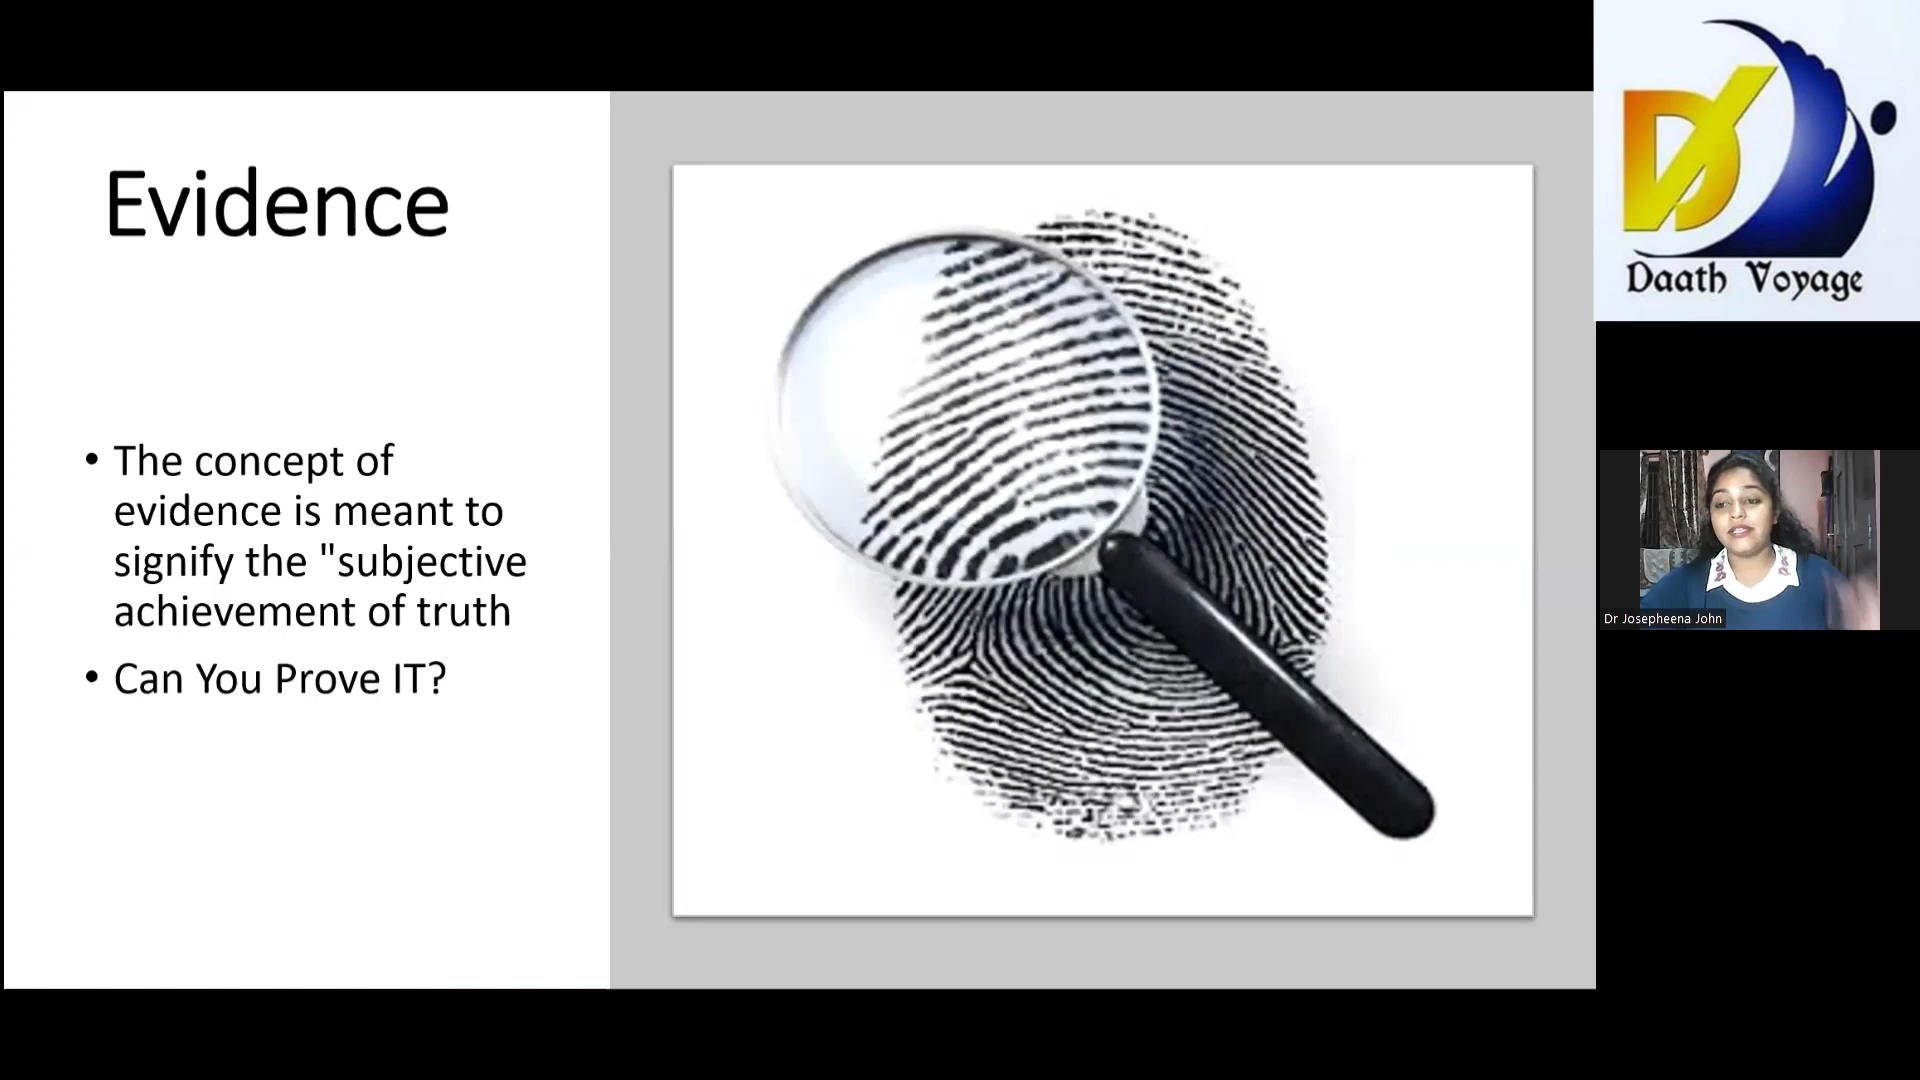 Evidence
• The concept of
evidence is meant to
signify the "subjective
achievement of truth
• Can You Prove IT?
DV
Daath Voyage
Dr Josepheena John